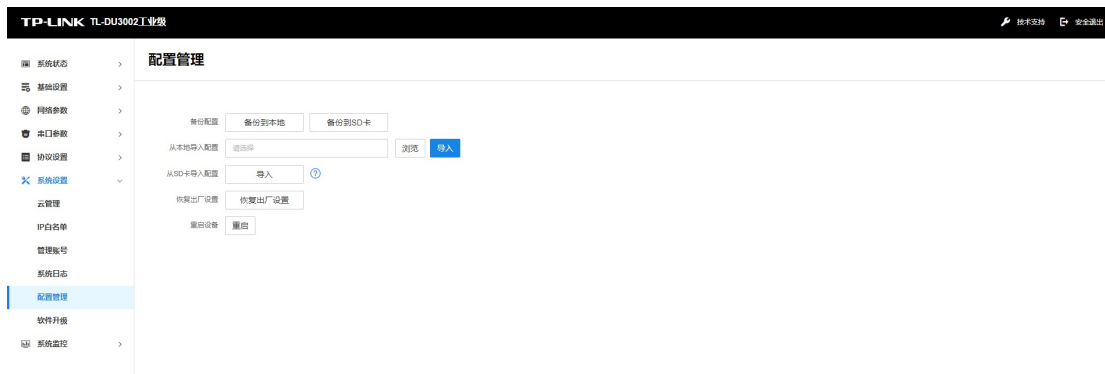 TP-LINK TL-DU3002工业级
技术支持 安全退出
系统状态
基础设置
网络参数
串口参数
协议设置
系统设置
云管理
IP白名单
管理账号
系统日志
配置管理
软件升级
系统监控
配置管理
备份配置 备份到本地 备份到SD卡
从本地导入配置 请选择 浏览 导入
从SD卡导入配置 导入 ?
恢复出厂设置 恢复出厂设置
重启设备 重启